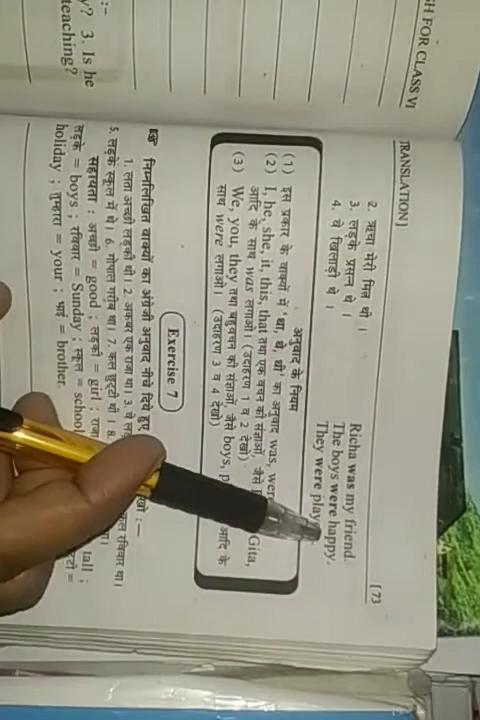 GH FOR CLASS VI
:-
y? 3. Is he
teaching?
TRANSLATION]
[ 73
2. ऋचा मेरी मित्र थी । Richa was my friend.
3. लड़के प्रसन्न थे । The boys were happy.
4. वे खिलाड़ी थे । They were play
अनुवाद के नियम
(1) इस प्रकार के वाक्यों में 'था, थे, थी' का अनुवाद was, were
(2) I, he, she, it, this, that तथा एक वचन की संज्ञाओं, जैसे Gita,
आदि के साथ was लगाओ। (उदाहरण 1 व 2 देखो)
(3) We, you, they तथा बहुवचन की संज्ञाओं, जैसे boys, आदि के
साथ were लगाओ। (उदाहरण 3 व 4 देखो)
Exercise 7
निम्नलिखित वाक्यों का अंग्रेजी अनुवाद नीचे दिये हुए :—
1. लता अच्छी लड़की थी। 2. अकबर एक राजा था। 3. वे रविवार था।
5. लड़के स्कूल में थे। 6. गोपाल गरीब था। 7. कल छुट्टी थी। 8.
सहायता : अच्छी = good ; लड़की = girl ; राजा tall ;
लड़के = boys ; रविवार = Sunday ; स्कूल = school
holiday ; तुम्हारा = your ; भाई = brother.